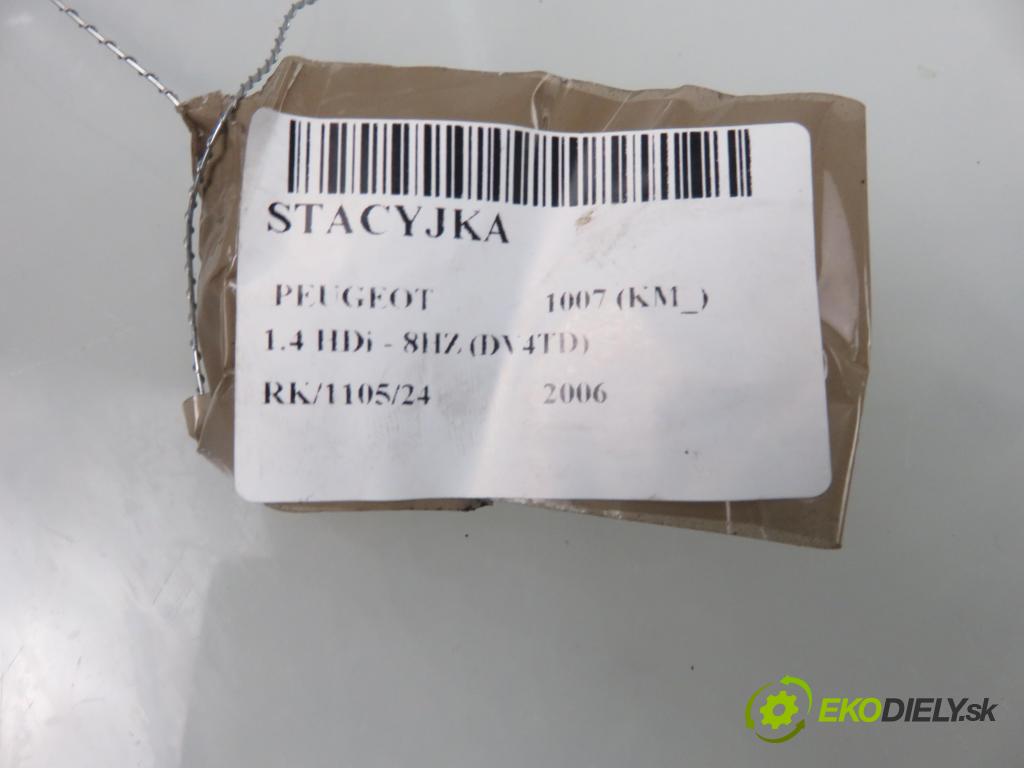 STACYJKA
PEUGEOT 1007 (KM_)
1.4 HDi - 8HZ (DV4TD)
RK/1105/24 2006
EKODIELY.sk